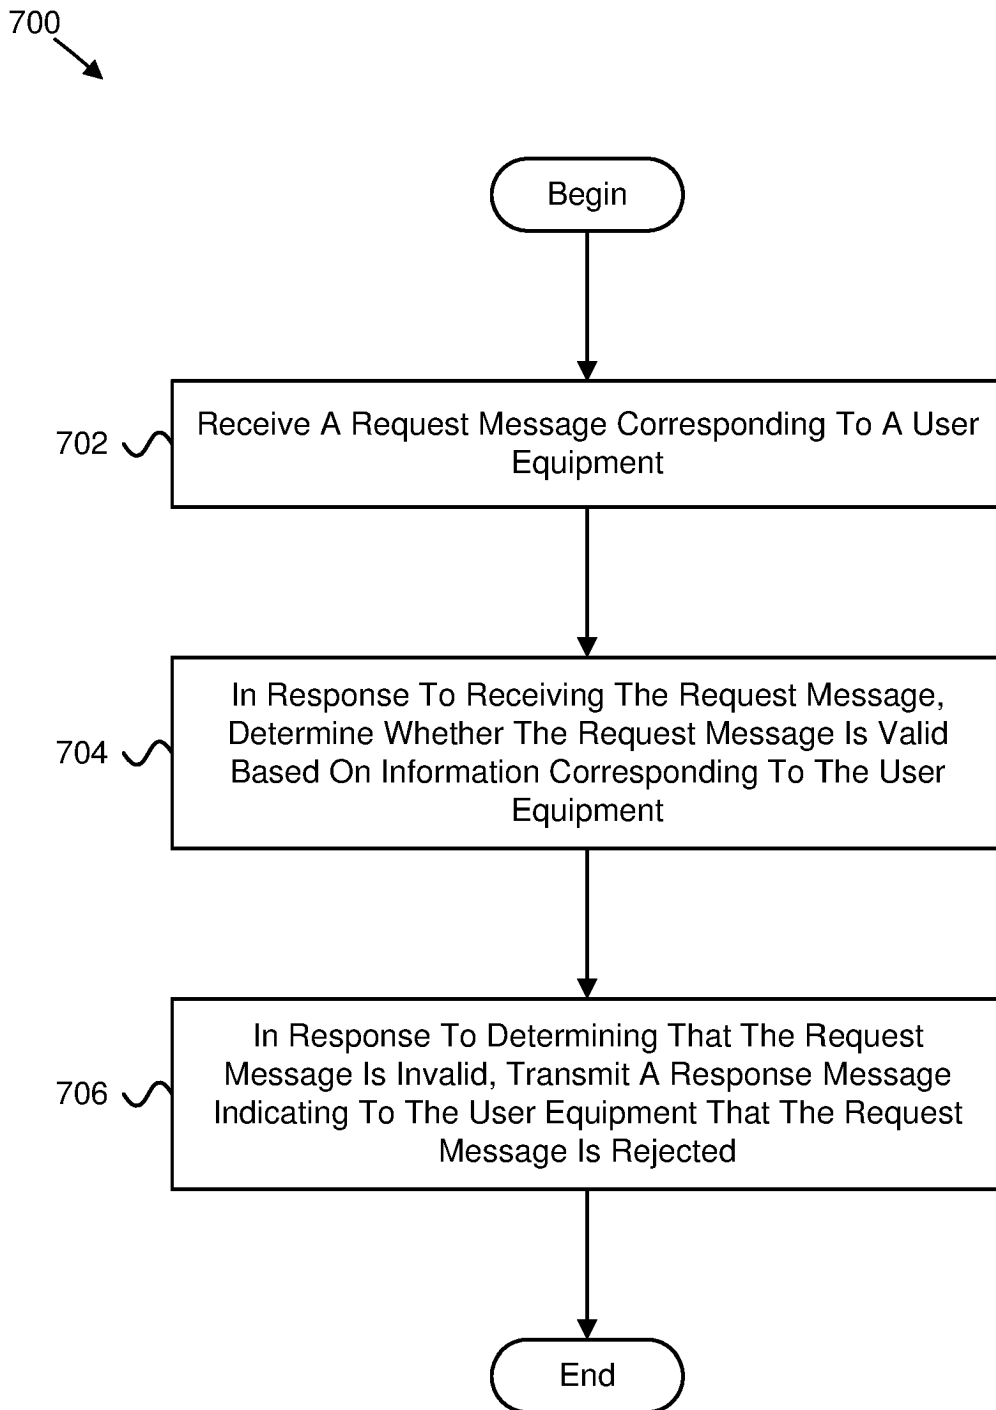 700
Begin
702
Receive A Request Message Corresponding To A User
Equipment
704
In Response To Receiving The Request Message,
Determine Whether The Request Message Is Valid
Based On Information Corresponding To The User
Equipment
706
In Response To Determining That The Request
Message Is Invalid, Transmit A Response Message
Indicating To The User Equipment That The Request
Message Is Rejected
End